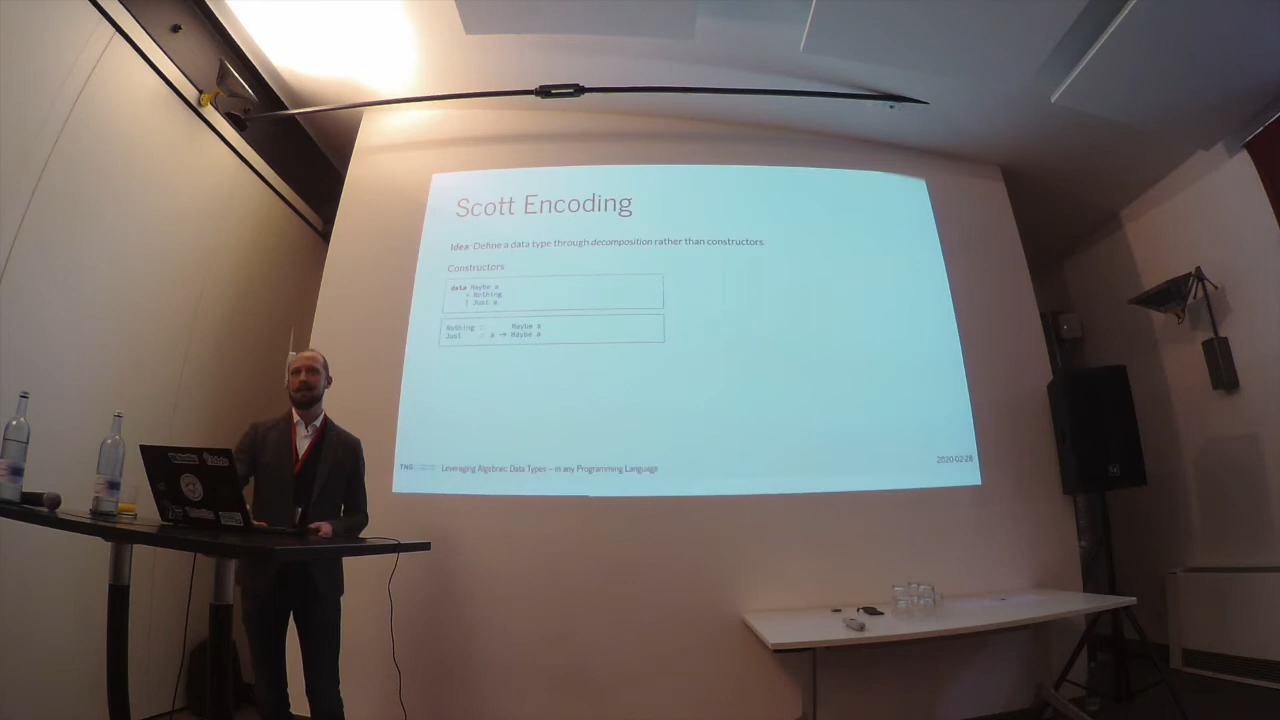 Scott Encoding
Idea: Define a data type through decomposition rather than constructors.
Constructors
data Maybe a
= Nothing
| Just a
Nothing :: Maybe a
Just :: a -> Maybe a
TNG
Leveraging Algebraic Data Types – in any Programming Language
2020-02-28